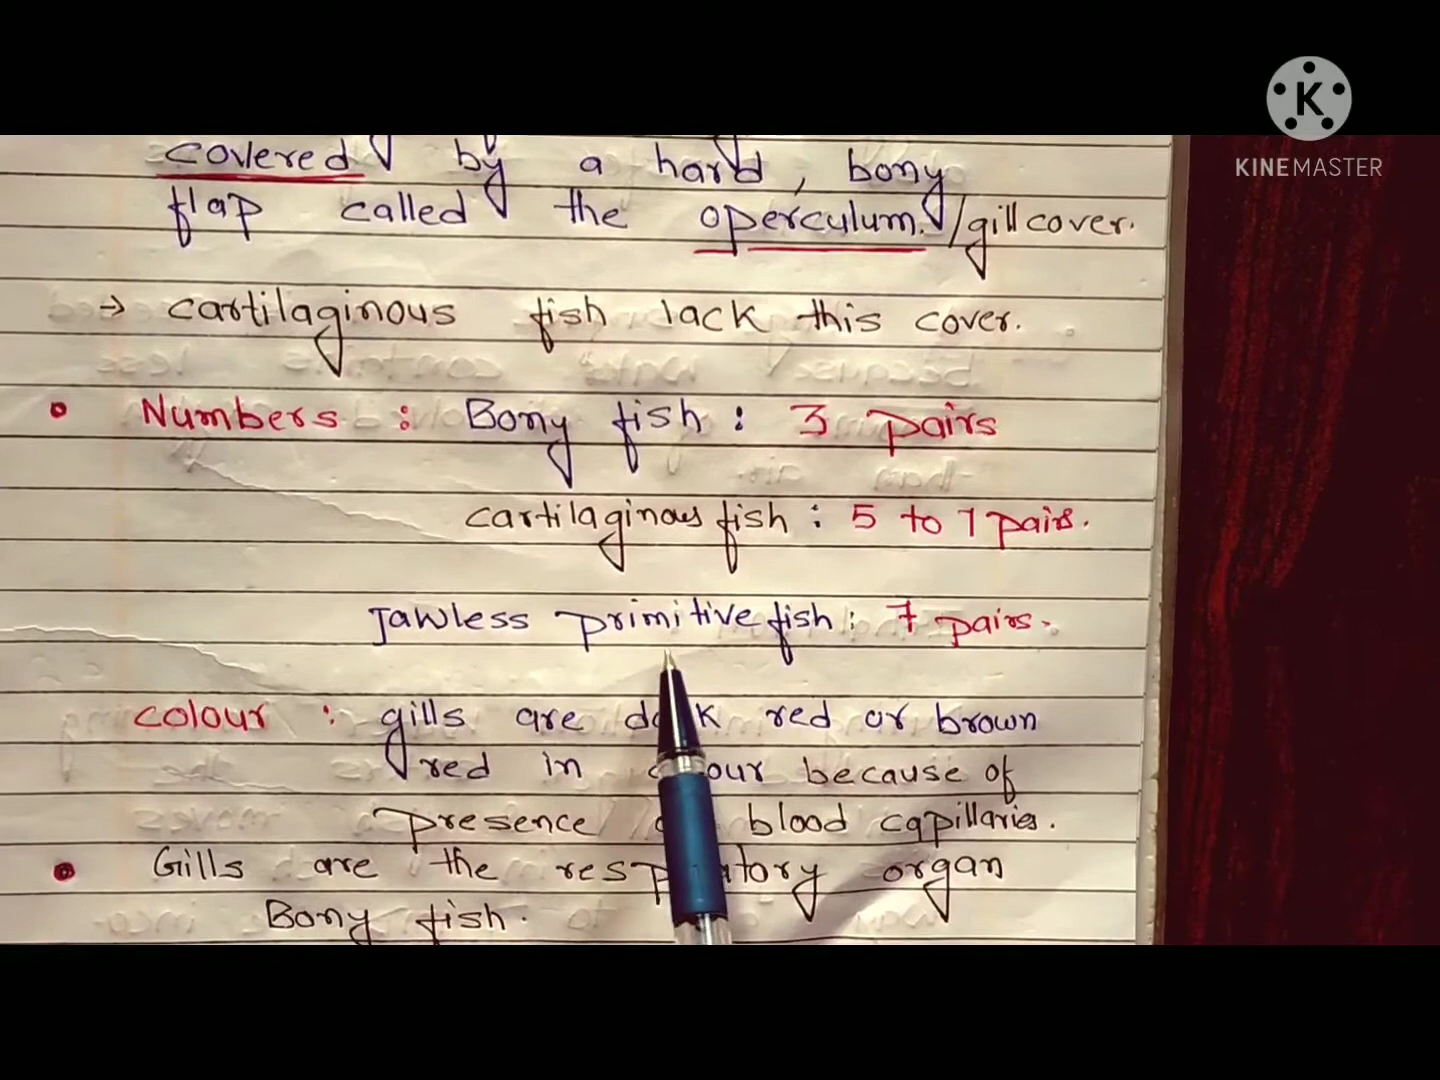 K
KINEMASTER
covered by a hard, bony
flap called the operculum./gill cover.
→ cartilaginous fish lack this cover.
• Numbers : Bony fish : 3 pairs
cartilaginous fish : 5 to 7 pairs.
Jawless primitive fish : 7 pairs.
colour : gills are dark red or brown
red in colour because of
presence blood capillaries.
• Gills are the respiratory organ
Bony fish.